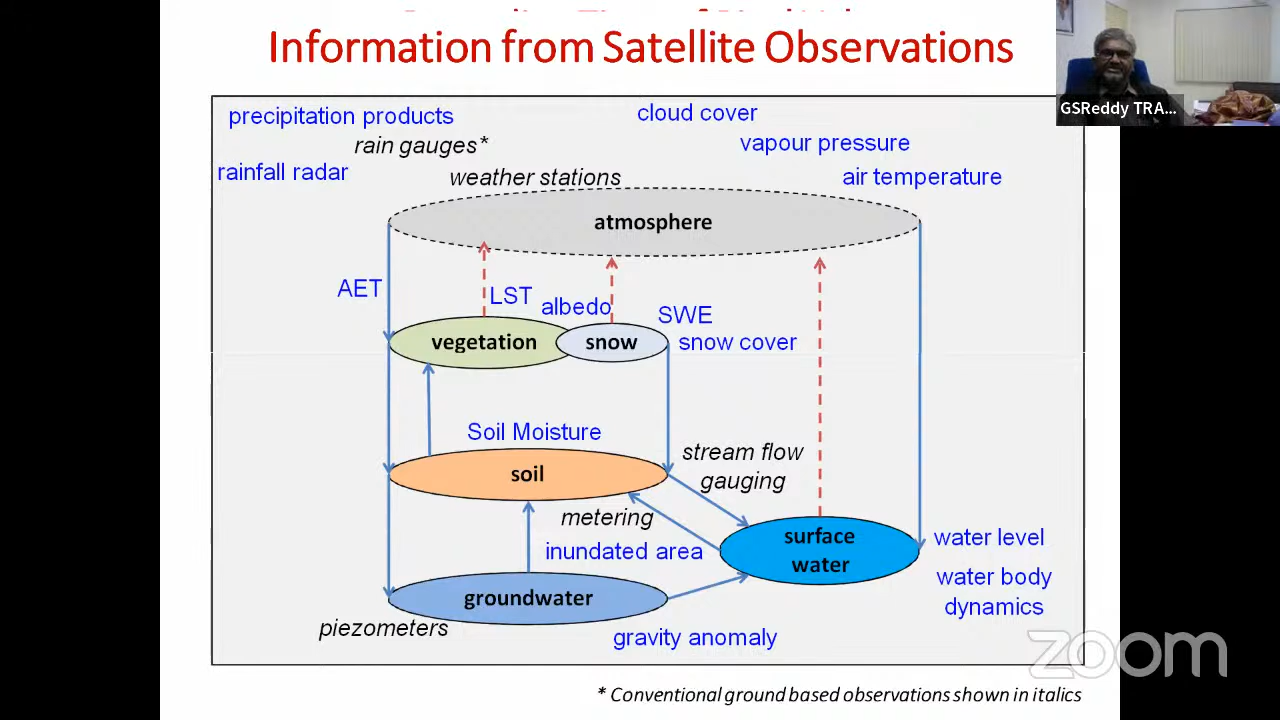 Information from Satellite Observations
GSReddy TRA...
precipitation products
cloud cover
rain gauges*
vapour pressure
rainfall radar
weather stations
air temperature
atmosphere
AET
LST
albedo
SWE
vegetation
snow
snow cover
Soil Moisture
stream flow
gauging
soil
metering
inundated area
surface
water
water level
water body
dynamics
groundwater
piezometers
gravity anomaly
zoom
* Conventional ground based observations shown in italics